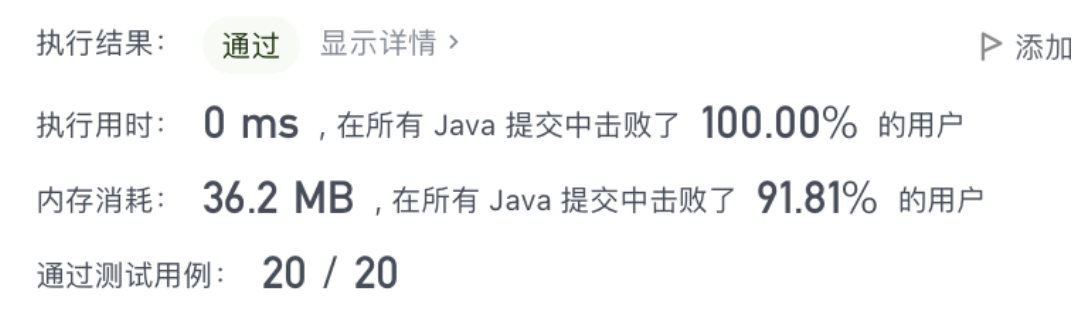 执行结果： 通过 显示详情 > 添加
执行用时： 0 ms , 在所有 Java 提交中击败了 100.00% 的用户
内存消耗： 36.2 MB , 在所有 Java 提交中击败了 91.81% 的用户
通过测试用例： 20 / 20